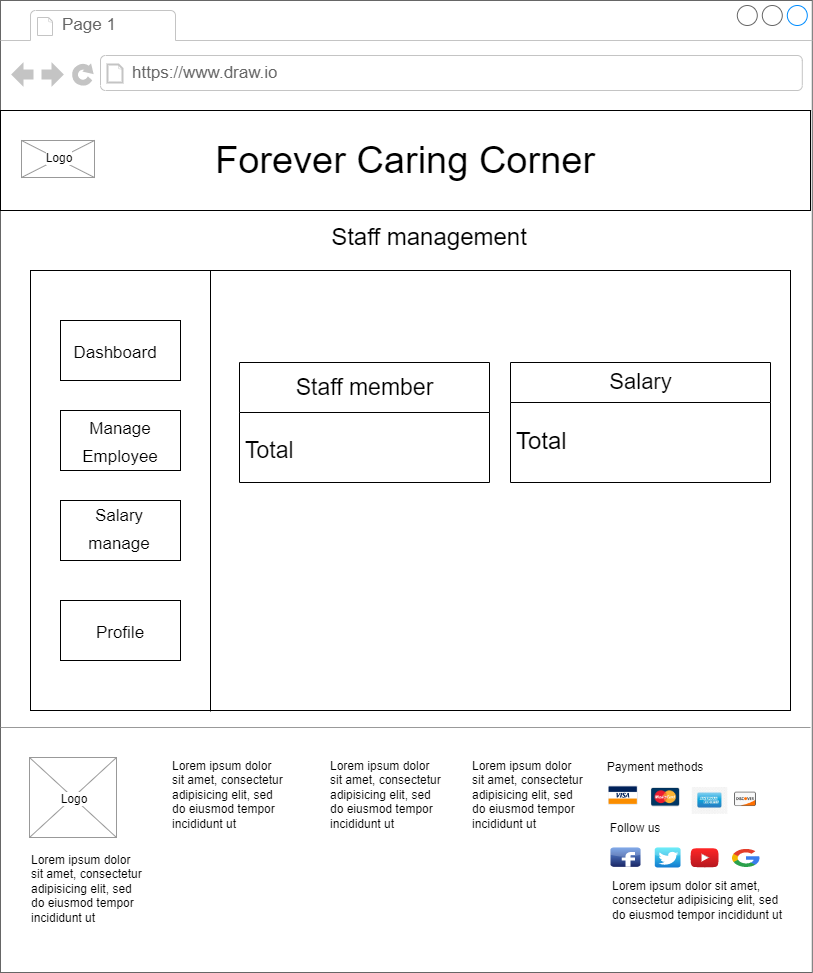 Page 1
https://www.draw.io
Logo
Forever Caring Corner
Staff management
Dashboard
Manage
Employee
Salary
manage
Profile
Staff member
Total
Salary
Total
Logo
Lorem ipsum dolor
sit amet, consectetur
adipisicing elit, sed
do eiusmod tempor
incididunt ut
Lorem ipsum dolor
sit amet, consectetur
adipisicing elit, sed
do eiusmod tempor
incididunt ut
Lorem ipsum dolor
sit amet, consectetur
adipisicing elit, sed
do eiusmod tempor
incididunt ut
Lorem ipsum dolor
sit amet, consectetur
adipisicing elit, sed
do eiusmod tempor
incididunt ut
Payment methods
VISA
MasterCard
DISCOVER
Follow us
Lorem ipsum dolor sit amet,
consectetur adipisicing elit, sed
do eiusmod tempor incididunt ut